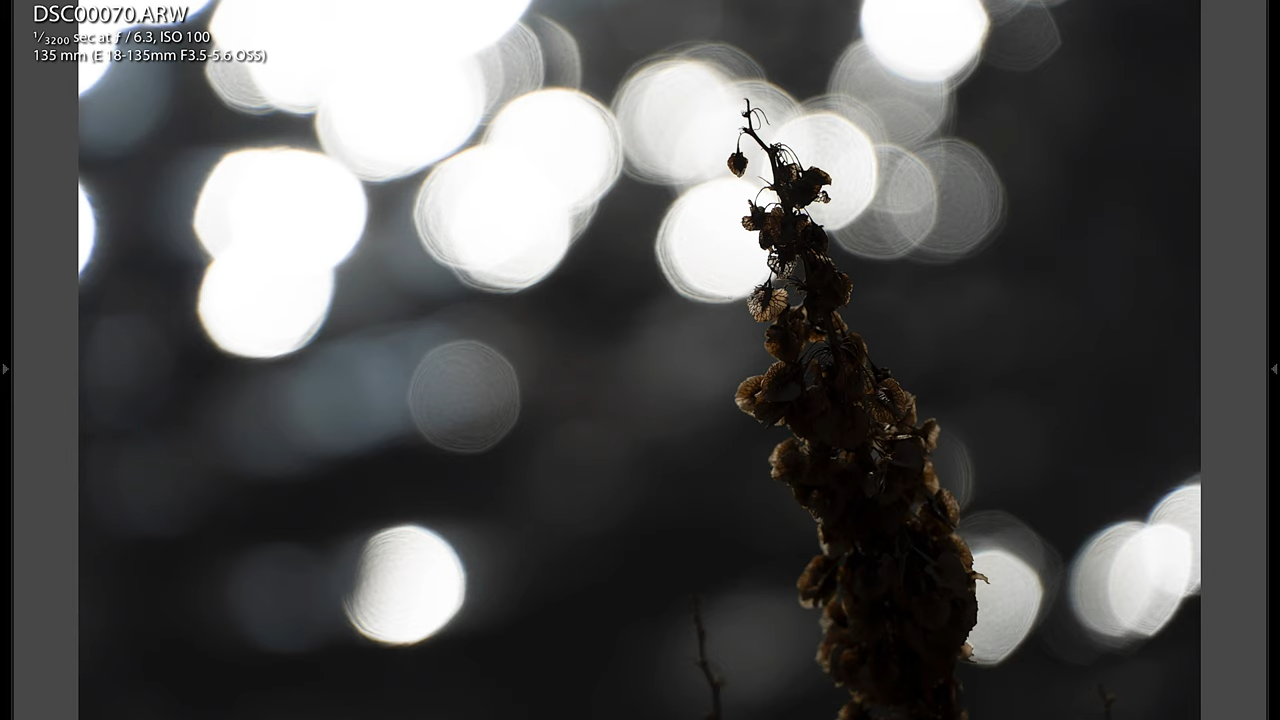 DSC00070.ARW
1/3200 sec at ƒ / 6.3, ISO 100
135 mm (E 18-135mm F3.5-5.6 OSS)